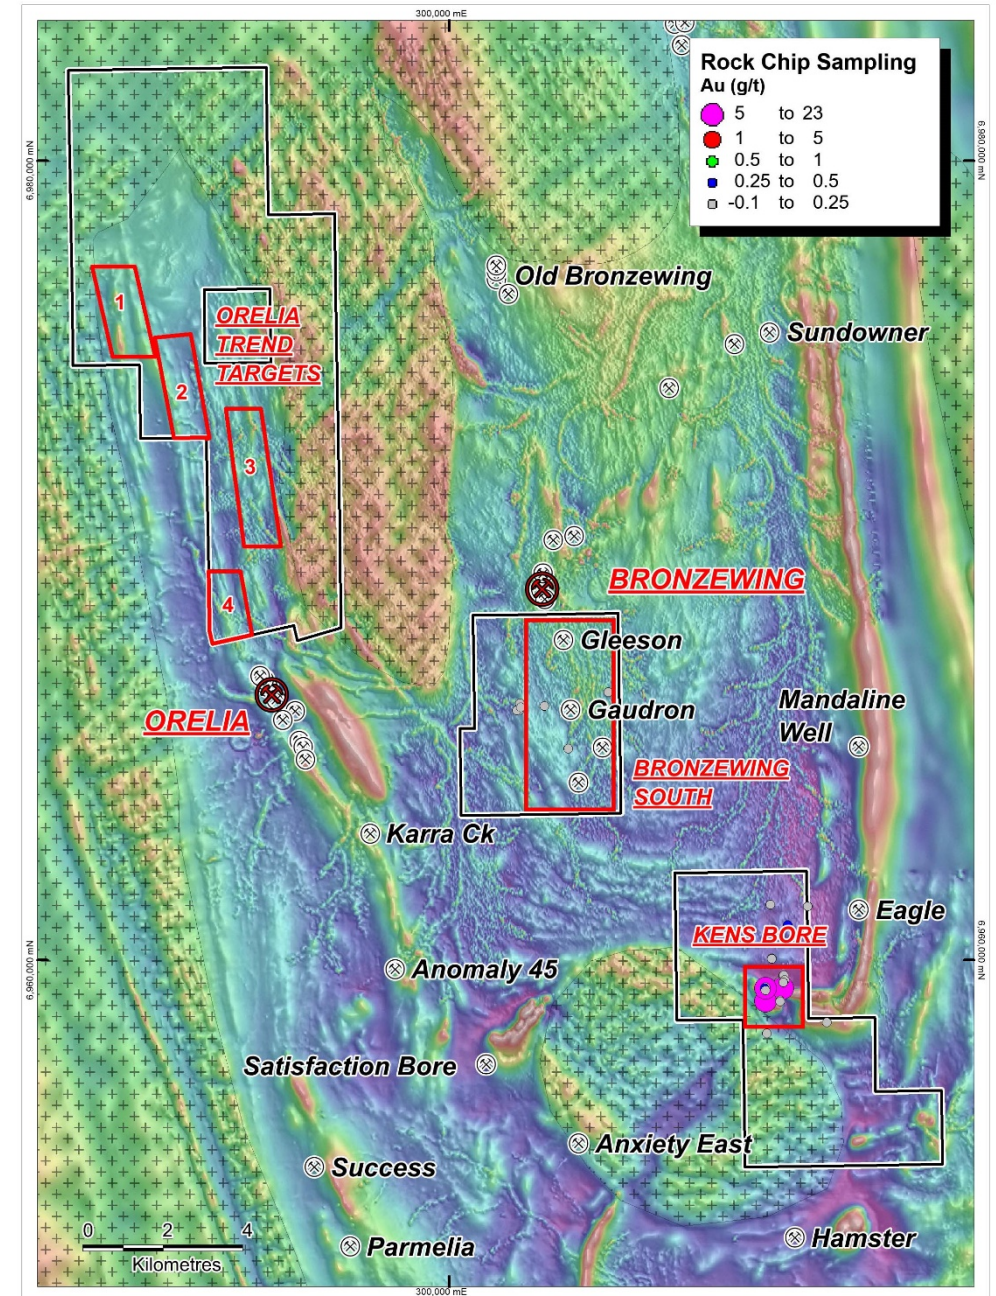 300,000 mE
Rock Chip Sampling
Au (g/t)
5 to 23
1 to 5
0.5 to 1
0.25 to 0.5
-0.1 to 0.25
6,980,000 mN
6,980,000 mN
Old Bronzewing
1
ORELIA
TREND
TARGETS
Sundowner
2
3
BRONZEWING
4
Gleeson
ORELIA
Gaudron
Mandaline
Well
BRONZEWING
SOUTH
Karra Ck
Eagle
KENS BORE
6,960,000 mN
6,960,000 mN
Anomaly 45
Satisfaction Bore
Anxiety East
Success
0 2 4
Kilometres
Parmelia
Hamster
300,000 mE